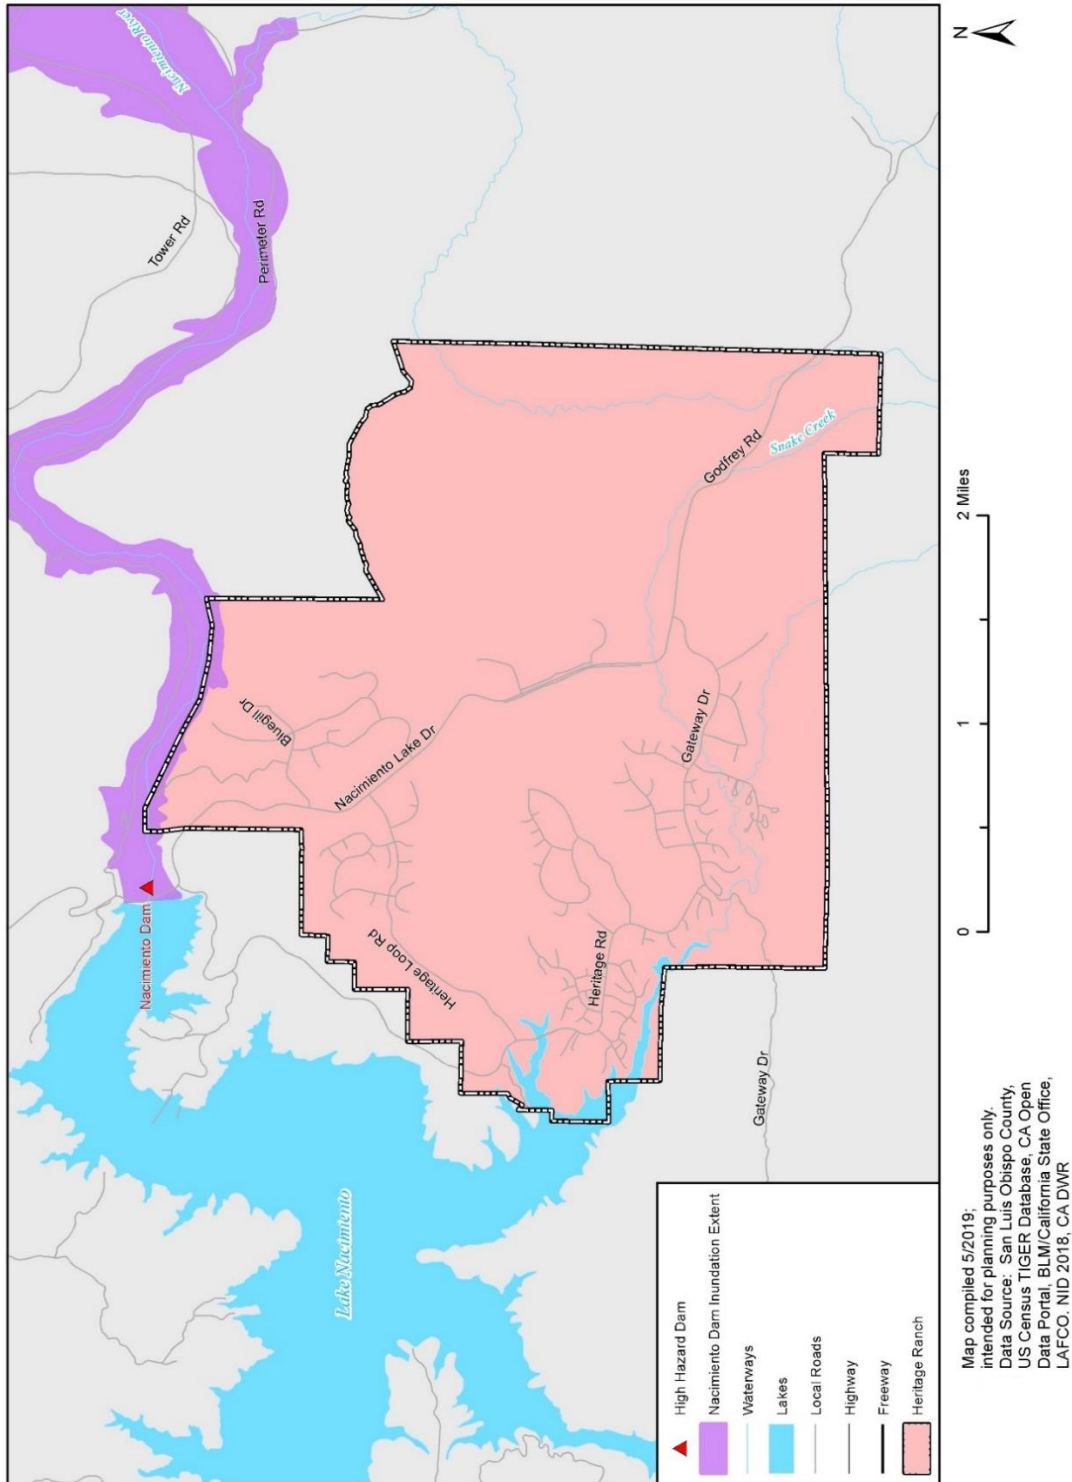 Nacimiento River
Tower Rd
Perimeter Rd
Nacimiento Dam
Bluegill Dr
Nacimiento Lake Dr
Heritage Loop Rd
Lake Nacimiento
Godfrey Rd
Snake Creek
Gateway Dr
Heritage Rd
Gateway Dr
High Hazard Dam
Nacimiento Dam Inundation Extent
Waterways
Lakes
Local Roads
Highway
Freeway
Heritage Ranch
Map compiled 5/2019;
intended for planning purposes only.
Data Source: San Luis Obispo County,
US Census TIGER Database, CA Open
Data Portal, BLM/California State Office,
LAFCO. NID 2018, CA DWR
0 1 2 Miles
N